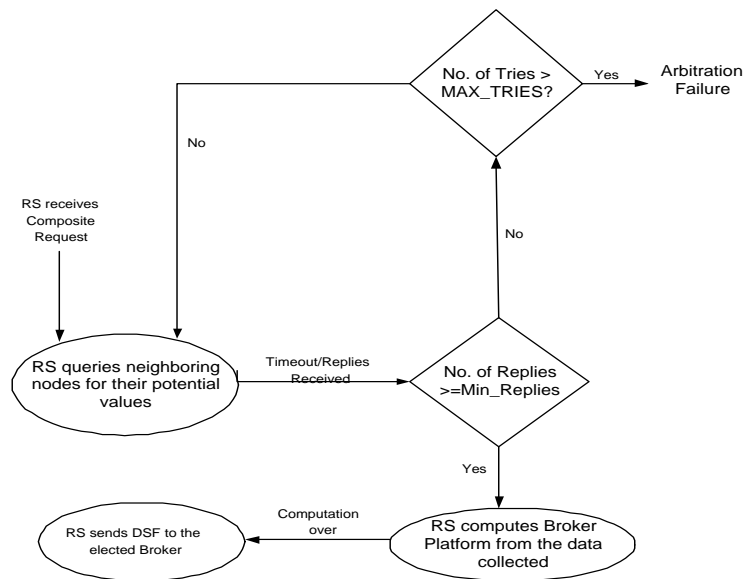 No. of Tries >
MAX_TRIES?
Yes
Arbitration
Failure
No
RS receives
Composite
Request
No
RS queries neighboring
nodes for their potential
values
Timeout/Replies
Received
No. of Replies
>=Min_Replies
Yes
RS sends DSF to the
elected Broker
Computation
over
RS computes Broker
Platform from the data
collected